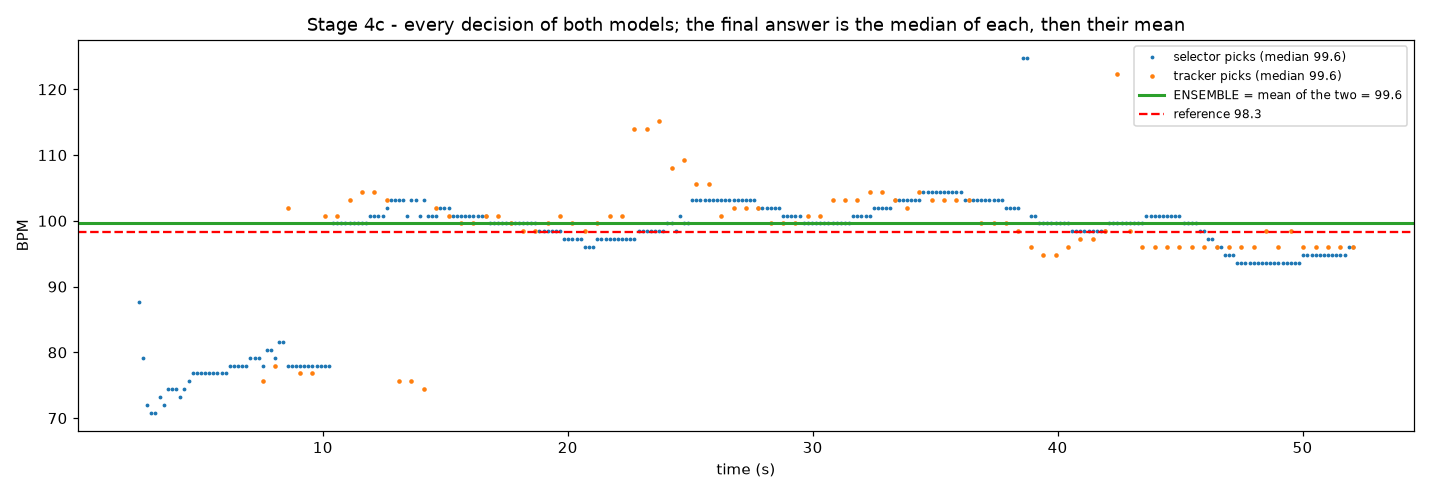 Stage 4c - every decision of both models; the final answer is the median of each, then their mean
BPM
120
110
100
90
80
70
selector picks (median 99.6)
tracker picks (median 99.6)
ENSEMBLE = mean of the two = 99.6
reference 98.3
10
20
30
40
50
time (s)